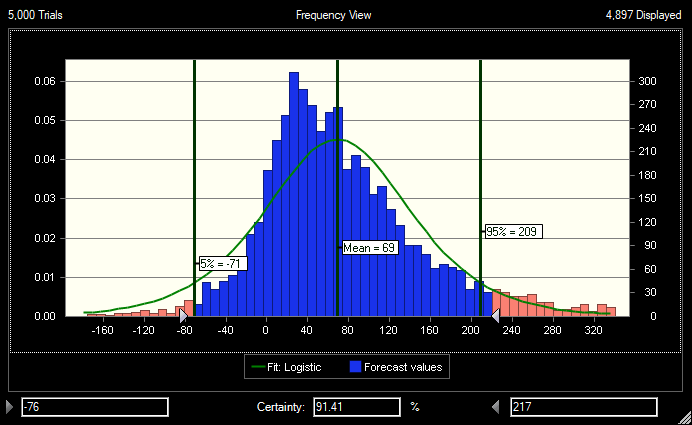 5,000 Trials Frequency View 4,897 Displayed
0.06 300
270
0.05 240
0.04 210
180
0.03 150
120
0.02 90
0.01 60
30
0.00 0
5% = -71
Mean = 69
95% = 209
-160 -120 -80 -40 0 40 80 120 160 200 240 280 320
Fit: Logistic Forecast values
-76 Certainty: 91.41 % 217